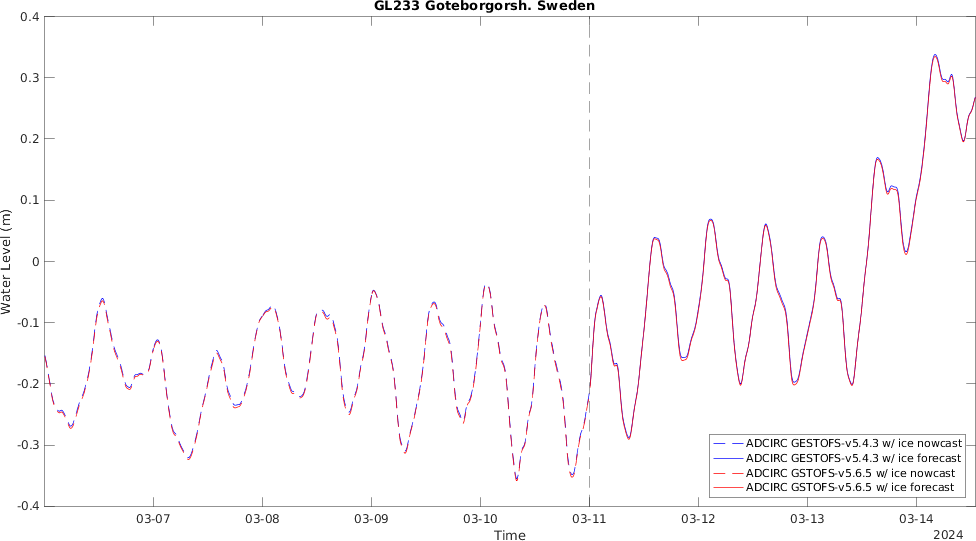 GL233 Goteborgorsh. Sweden
0.4
0.3
0.2
0.1
0
-0.1
-0.2
-0.3
-0.4
Water Level (m)
03-07 03-08 03-09 03-10 03-11 03-12 03-13 03-14
Time
2024
ADCIRC GESTOFS-v5.4.3 w/ ice nowcast
ADCIRC GESTOFS-v5.4.3 w/ ice forecast
ADCIRC GSTOFS-v5.6.5 w/ ice nowcast
ADCIRC GSTOFS-v5.6.5 w/ ice forecast